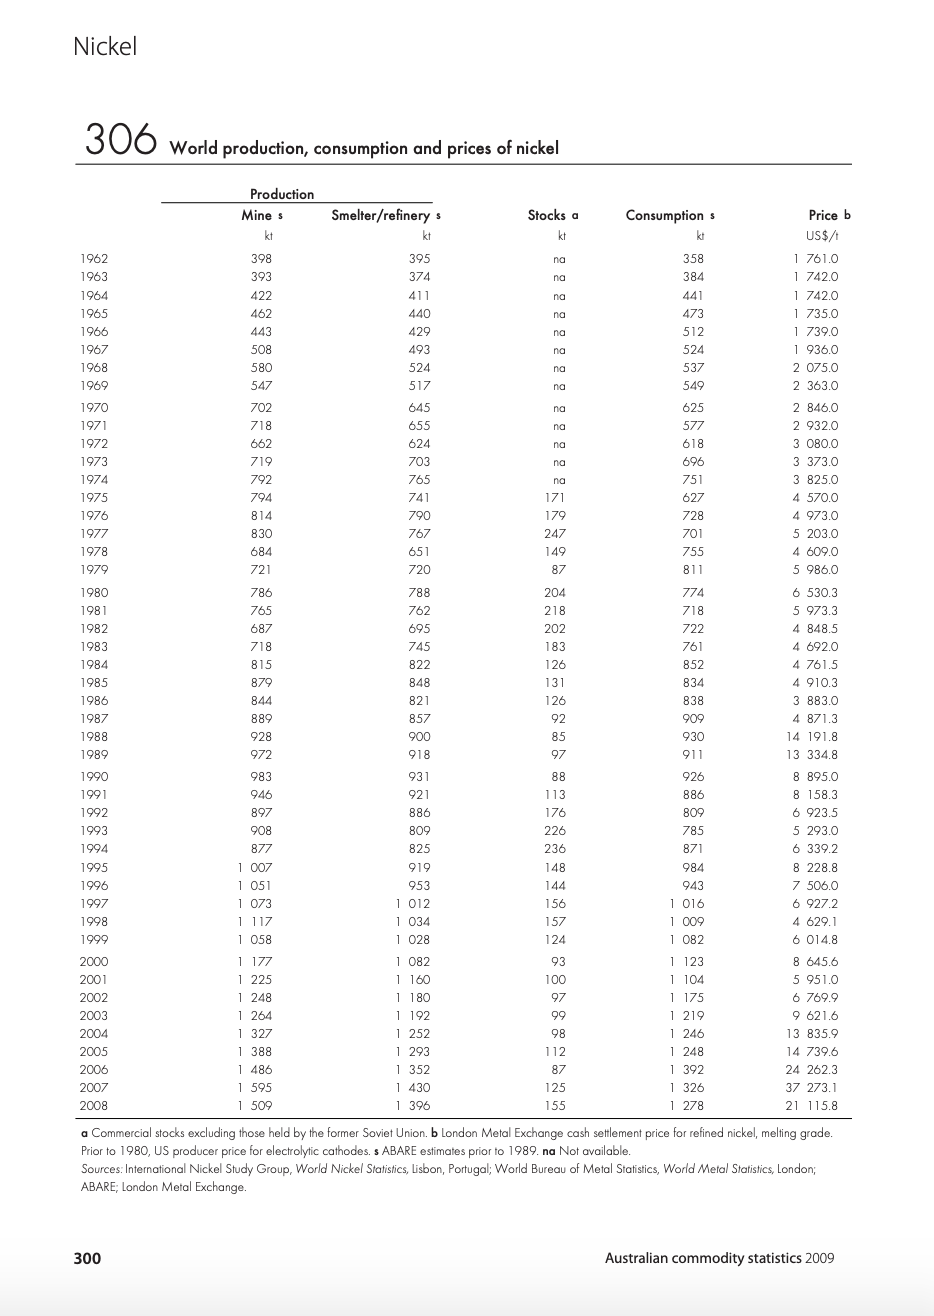 Nickel
306 World production, consumption and prices of nickel
Production
Mine s Smelter/refinery s Stocks a Consumption s Price b
kt kt kt kt US$/t
1962 398 395 na 358 1 761.0
1963 393 374 na 384 1 742.0
1964 422 411 na 441 1 742.0
1965 462 440 na 473 1 735.0
1966 443 429 na 512 1 739.0
1967 508 493 na 524 1 936.0
1968 580 524 na 537 2 075.0
1969 547 517 na 549 2 363.0
1970 702 645 na 625 2 846.0
1971 718 655 na 577 2 932.0
1972 662 624 na 618 3 080.0
1973 719 703 na 696 3 373.0
1974 792 765 na 751 3 825.0
1975 794 741 171 627 4 570.0
1976 814 790 179 728 4 973.0
1977 830 767 247 701 5 203.0
1978 684 651 149 755 4 609.0
1979 721 720 87 811 5 986.0
1980 786 788 204 774 6 530.3
1981 765 762 218 718 5 973.3
1982 687 695 202 722 4 848.5
1983 718 745 183 761 4 692.0
1984 815 822 126 852 4 761.5
1985 879 848 131 834 4 910.3
1986 844 821 126 838 3 883.0
1987 889 857 92 909 4 871.3
1988 928 900 85 930 14 191.8
1989 972 918 97 911 13 334.8
1990 983 931 88 926 8 895.0
1991 946 921 113 886 8 158.3
1992 897 886 176 809 6 923.5
1993 908 809 226 785 5 293.0
1994 877 825 236 871 6 339.2
1995 1 007 919 148 984 8 228.8
1996 1 051 953 144 943 7 506.0
1997 1 073 1 012 156 1 016 6 927.2
1998 1 117 1 034 157 1 009 4 629.1
1999 1 058 1 028 124 1 082 6 014.8
2000 1 177 1 082 93 1 123 8 645.6
2001 1 225 1 160 100 1 104 5 951.0
2002 1 248 1 180 97 1 175 6 769.9
2003 1 264 1 192 99 1 219 9 621.6
2004 1 327 1 252 98 1 246 13 835.9
2005 1 388 1 293 112 1 248 14 739.6
2006 1 486 1 352 87 1 392 24 262.3
2007 1 595 1 430 125 1 326 37 273.1
2008 1 509 1 396 155 1 278 21 115.8
a Commercial stocks excluding those held by the former Soviet Union. b London Metal Exchange cash settlement price for refined nickel, melting grade.
Prior to 1980, US producer price for electrolytic cathodes. s ABARE estimates prior to 1989. na Not available.
Sources: International Nickel Study Group, World Nickel Statistics, Lisbon, Portugal; World Bureau of Metal Statistics, World Metal Statistics, London;
ABARE; London Metal Exchange.
300 Australian commodity statistics 2009